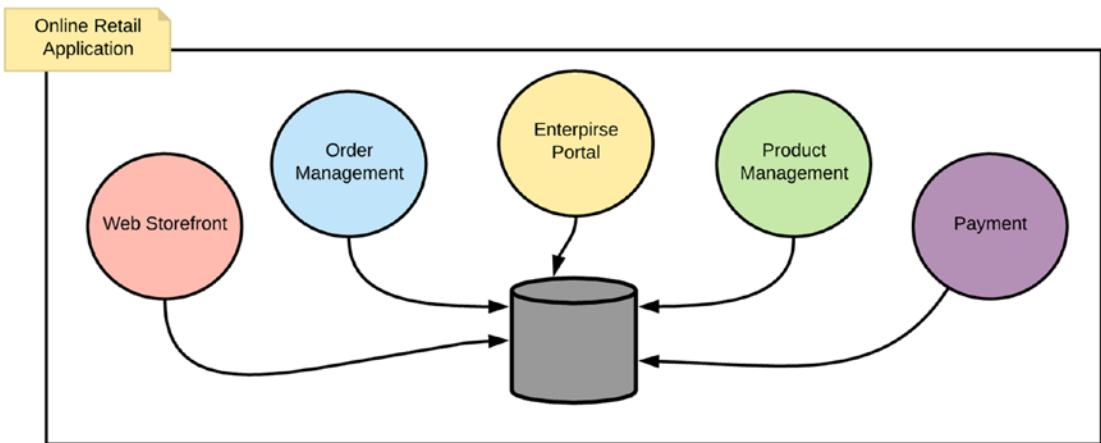 Online Retail
Application
Web Storefront
Order
Management
Enterpirse
Portal
Product
Management
Payment